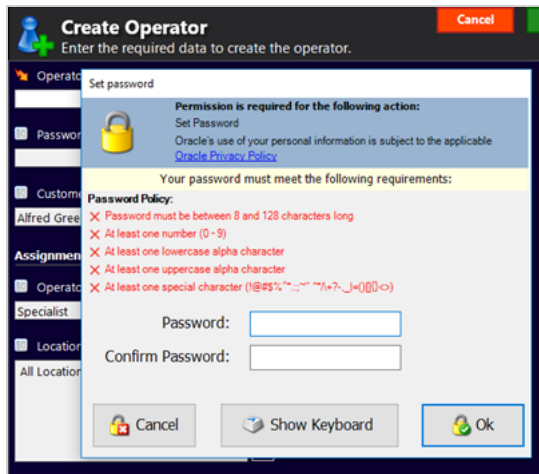 Create Operator
Cancel
Enter the required data to create the operator.
Operato
Set password
Permission is required for the following action:
Set Password
Oracle's use of your personal information is subject to the applicable
Oracle Privacy Policy
Passwor
Your password must meet the following requirements:
Custome
Password Policy:
Alfred Gree
Password must be between 8 and 128 characters long
At least one number (0 - 9)
At least one lowercase alpha character
Assignmen
At least one uppercase alpha character
Operato
At least one special character
Specialist
Password:
Location
Confirm Password:
All Location
Cancel
Show Keyboard
Ok